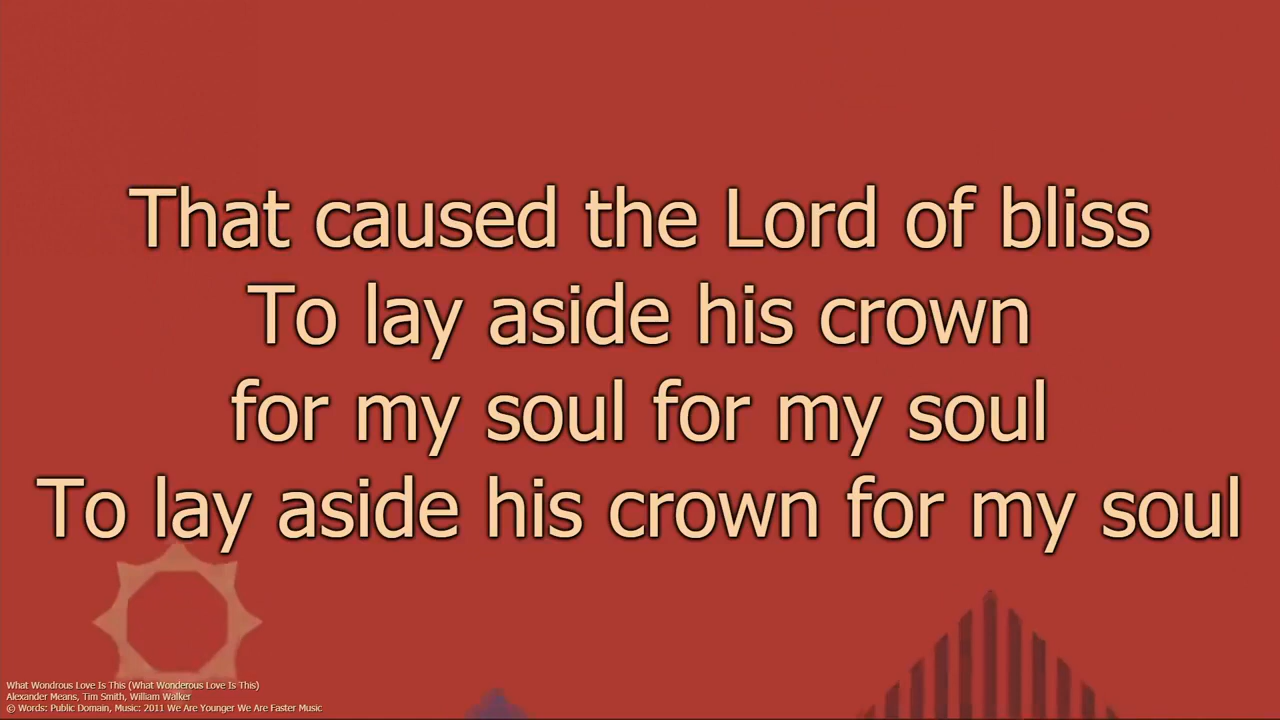 That caused the Lord of bliss
To lay aside his crown
for my soul for my soul
To lay aside his crown for my soul
What Wondrous Love Is This (What Wonderous Love Is This)
Alexander Means, Tim Smith, William Walker
© Words: Public Domain, Music: 2011 We Are Younger We Are Faster Music